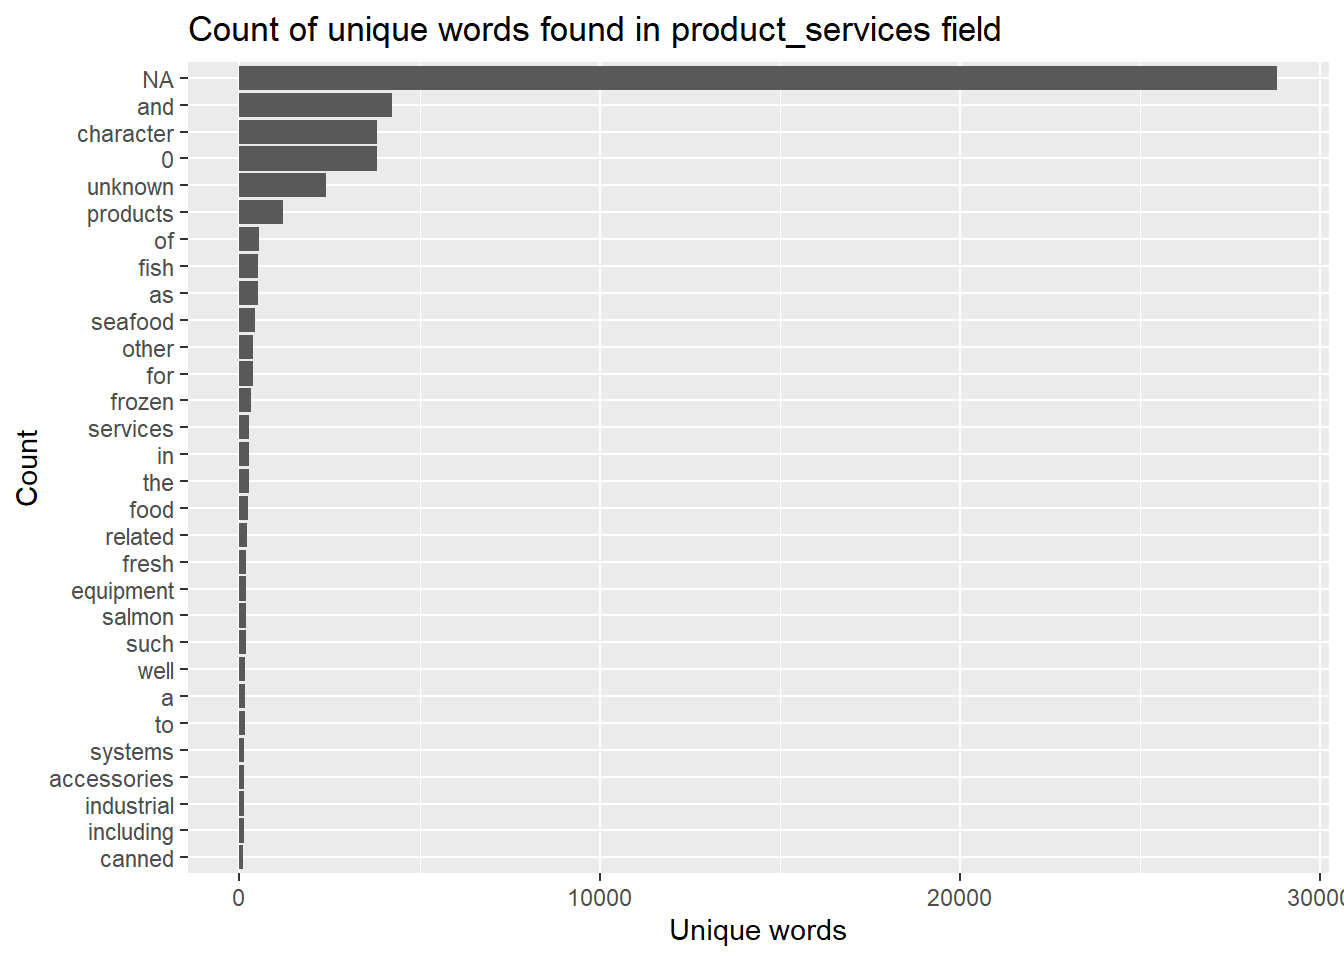 Count of unique words found in product_services field
NA
and
character
0
unknown
products
of
fish
as
seafood
other
for
frozen
services
in
the
food
related
fresh
equipment
salmon
such
well
a
to
systems
accessories
industrial
including
canned
Count
0 10000 20000 30000
Unique words